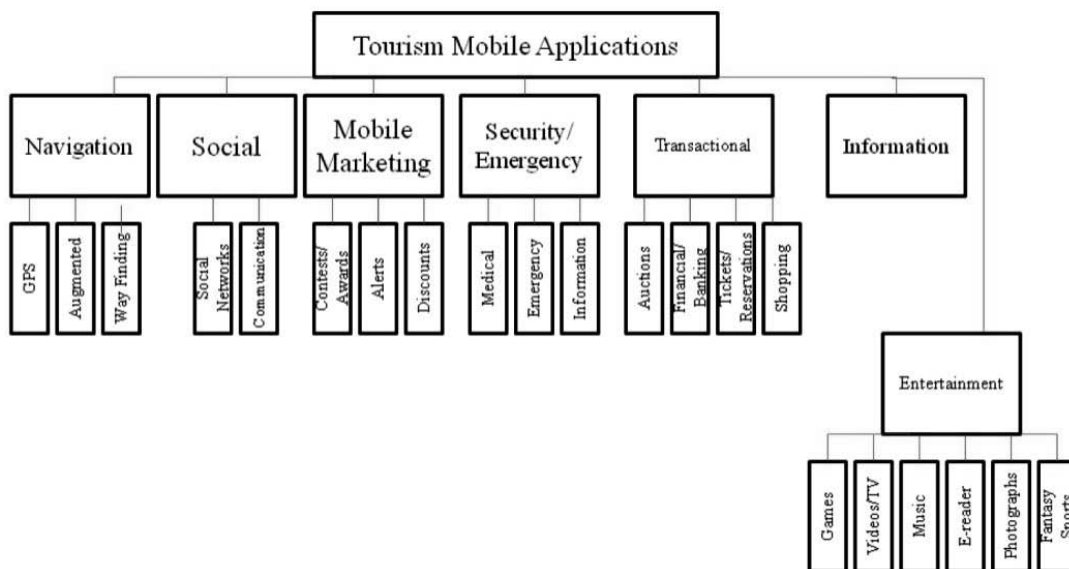 Tourism Mobile Applications
Navigation
Social
Mobile
Marketing
Security/
Emergency
Transactional
Information
GPS
Augmented
Way Finding
Social
Networks
Communication
Contests/
Awards
Alerts
Discounts
Medical
Emergency
Information
Auctions
Financial/
Banking
Tickets/
Reservations
Shopping
Entertainment
Games
Videos/TV
Music
E-reader
Photographs
Fantasy
Sports